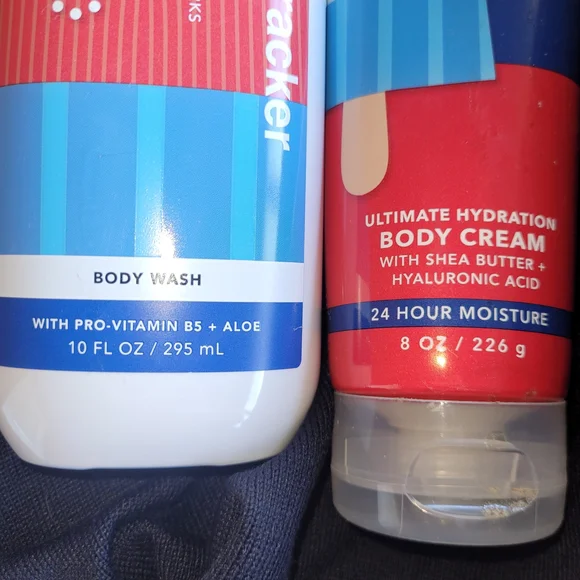 RKS
racker
BODY WASH
WITH PRO-VITAMIN B5 + ALOE
10 FL OZ / 295 mL
ULTIMATE HYDRATION
BODY CREAM
WITH SHEA BUTTER +
HYALURONIC ACID
24 HOUR MOISTURE
8 OZ / 226 g